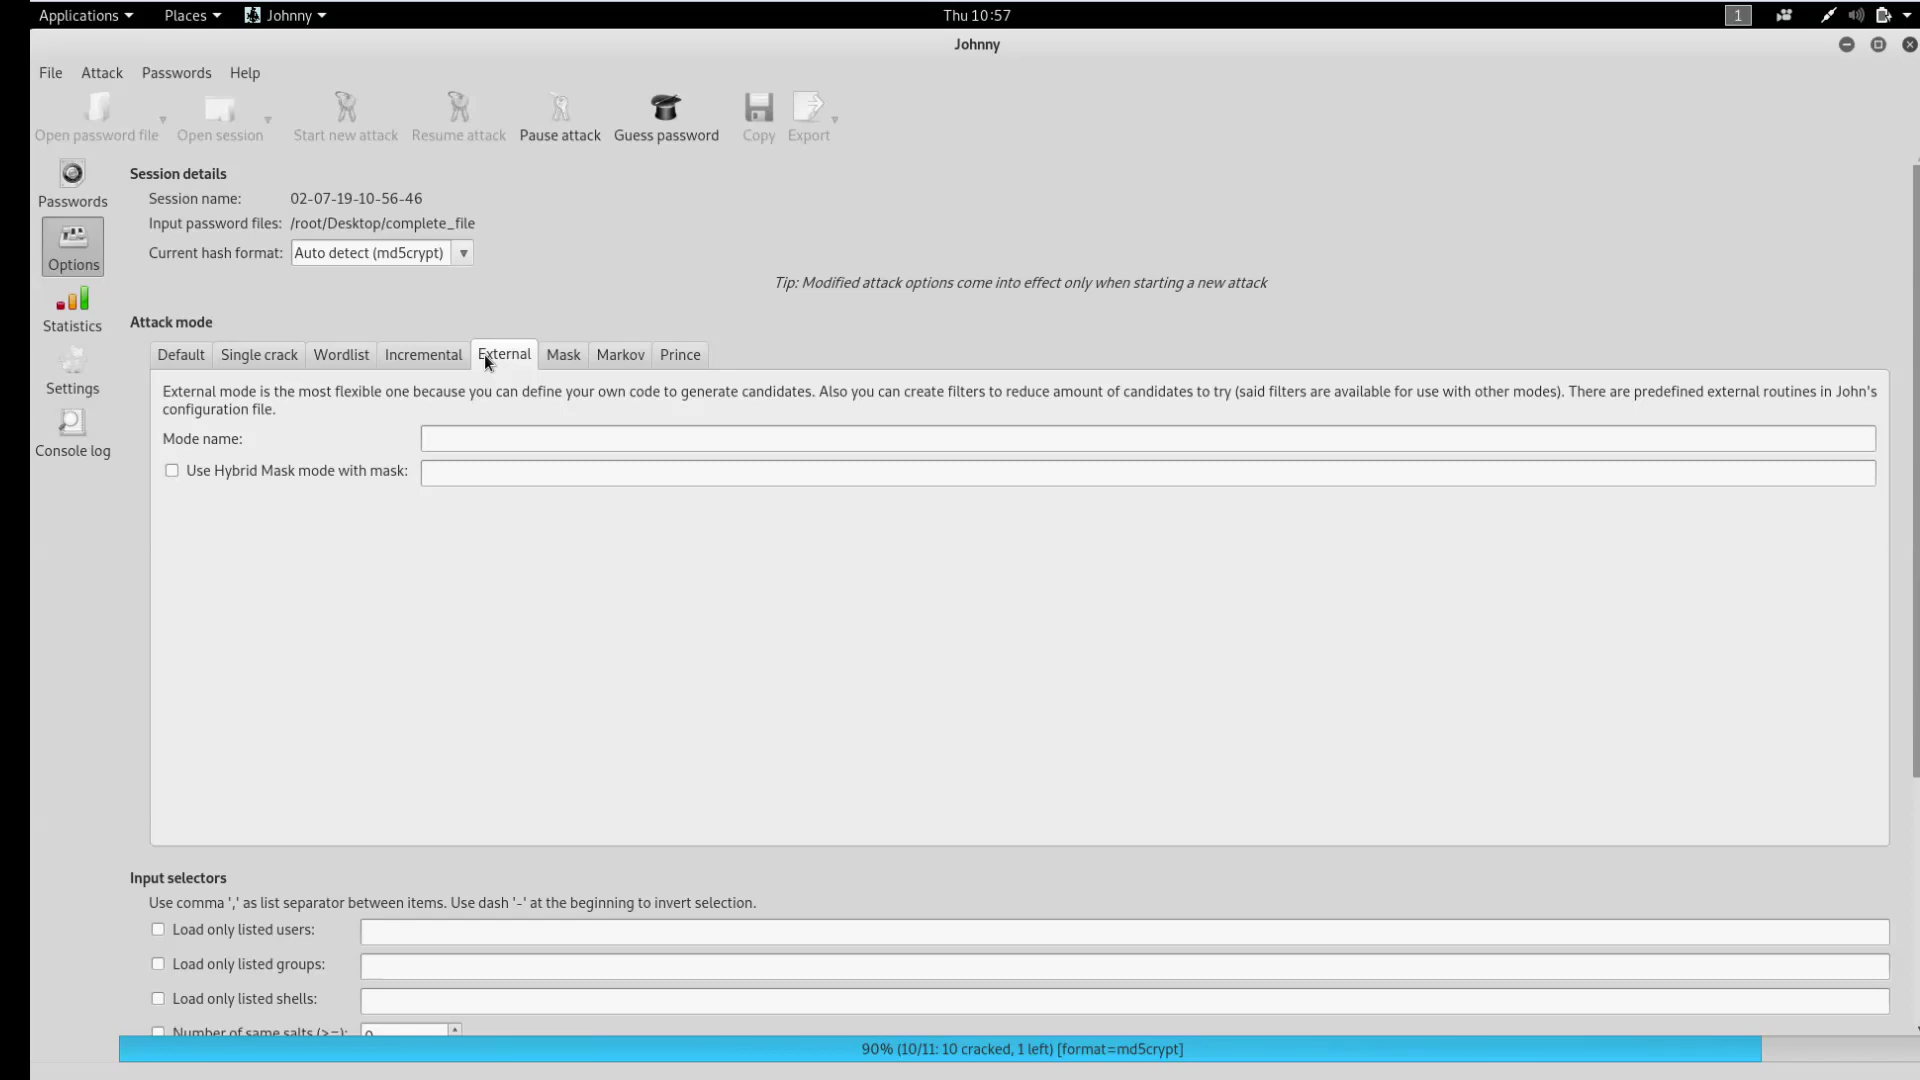 Applications Places Johnny Thu 10:57 1
Johnny
File Attack Passwords Help
Open password file Open session Start new attack Resume attack Pause attack Guess password Copy Export
Passwords
Options
Statistics
Settings
Console log
Session details
Session name: 02-07-19-10-56-46
Input password files: /root/Desktop/complete_file
Current hash format: Auto detect (md5crypt)
Tip: Modified attack options come into effect only when starting a new attack
Attack mode
Default Single crack Wordlist Incremental External Mask Markov Prince
External mode is the most flexible one because you can define your own code to generate candidates. Also you can create filters to reduce amount of candidates to try (said filters are available for use with other modes). There are predefined external routines in John's
configuration file.
Mode name:
Use Hybrid Mask mode with mask:
Input selectors
Use comma ',' as list separator between items. Use dash '-' at the beginning to invert selection.
Load only listed users:
Load only listed groups:
Load only listed shells:
Number of same salts (>=): 0
90% (10/11: 10 cracked, 1 left) [format=md5crypt]